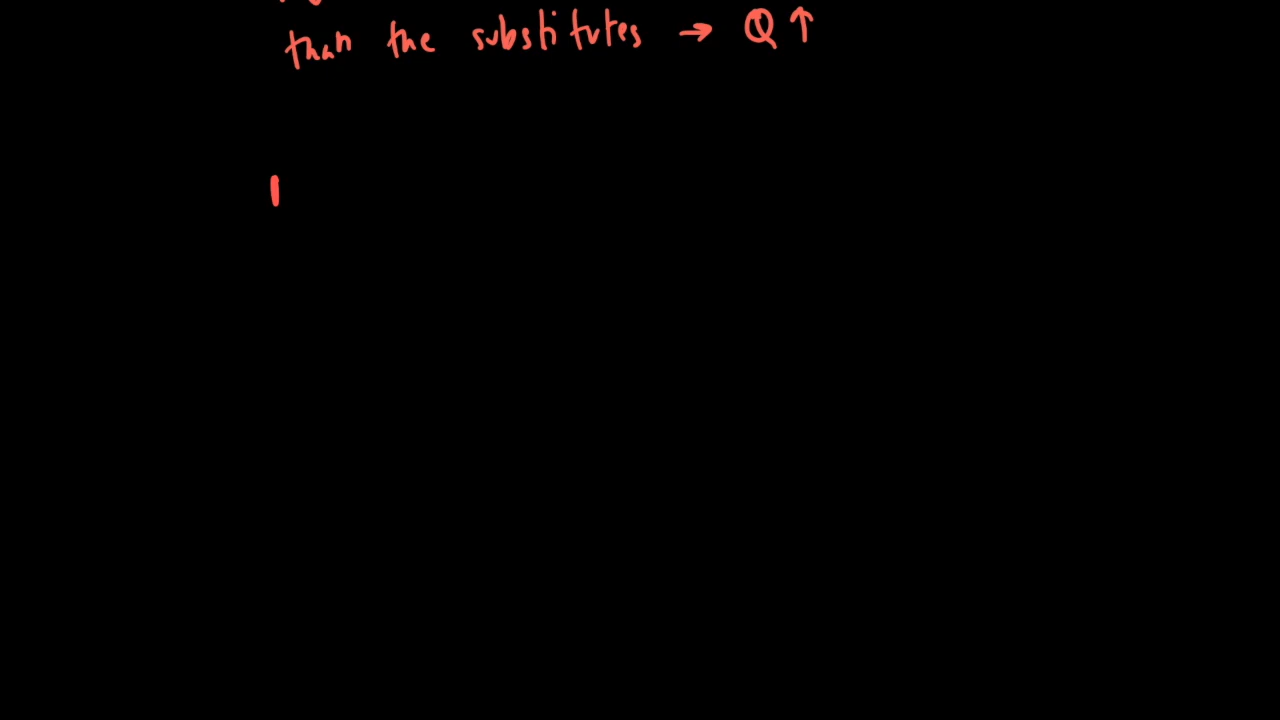 than the substitutes → Q ↑